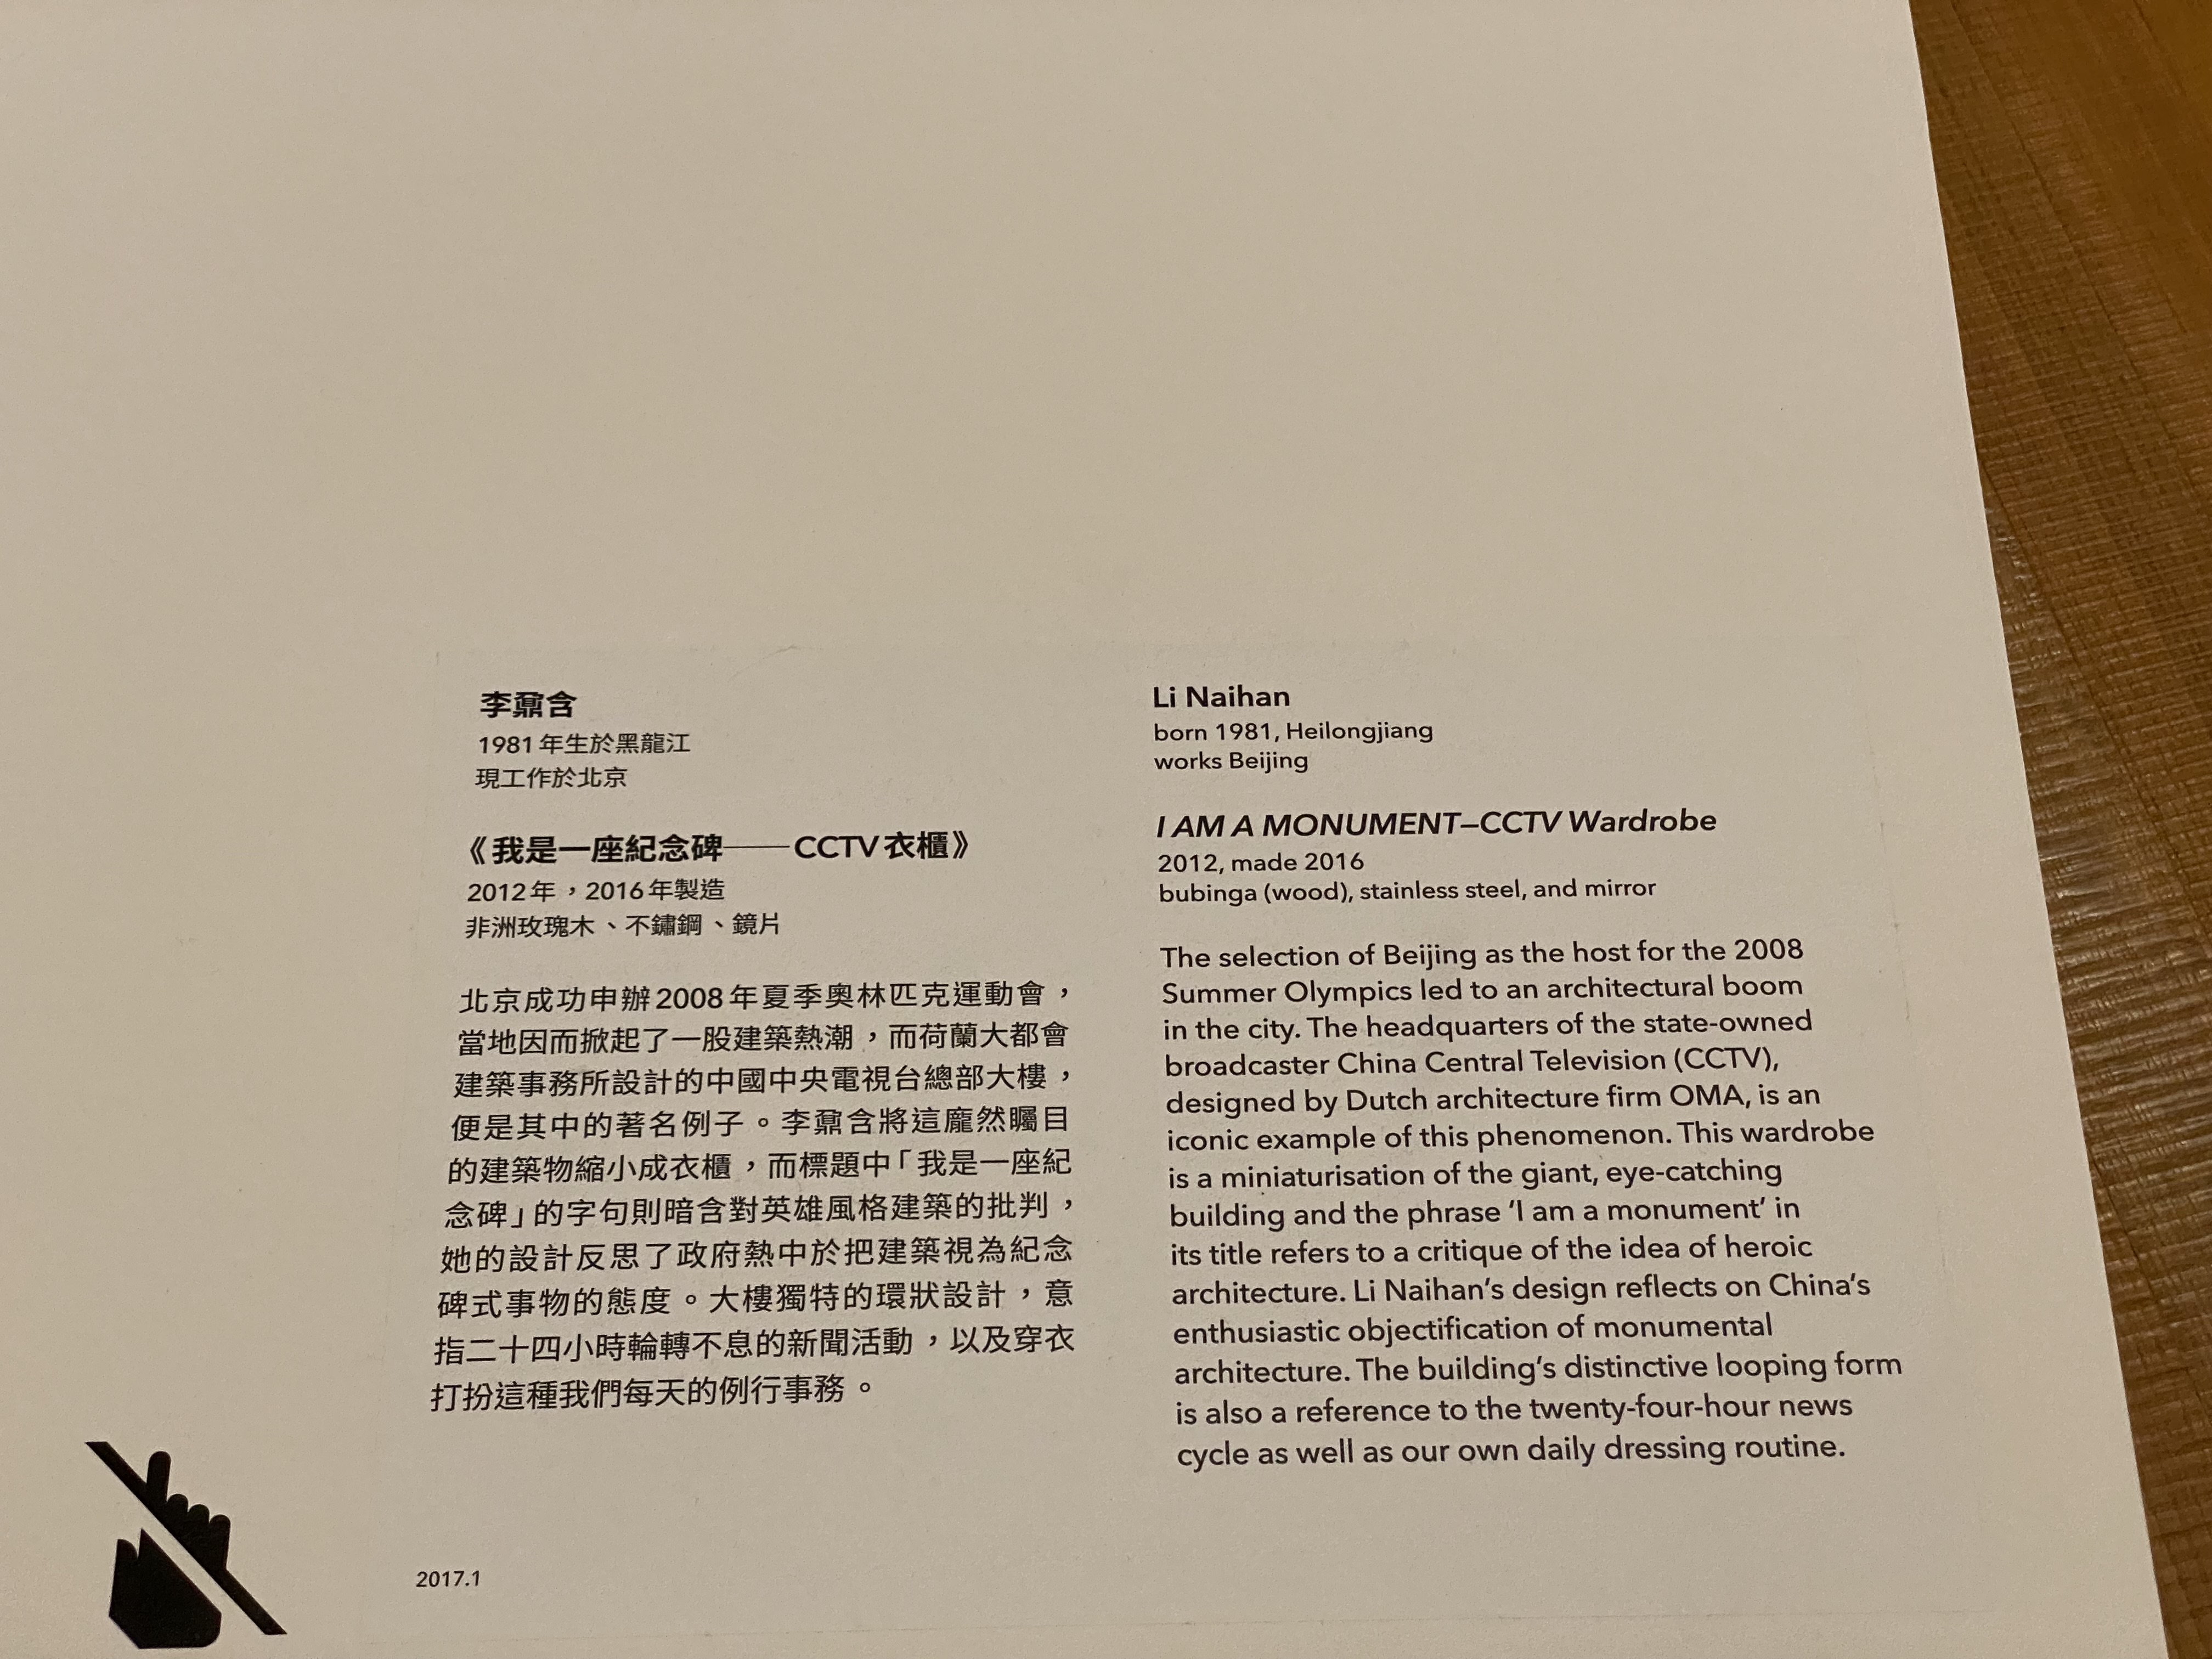 李鼐含
1981年生於黑龍江
現工作於北京
《我是一座紀念碑——CCTV衣櫃》
2012年，2016年製造
非洲玫瑰木、不鏽鋼、鏡片
北京成功申辦2008年夏季奧林匹克運動會，
當地因而掀起了一股建築熱潮，而荷蘭大都會
建築事務所設計的中國中央電視台總部大樓，
便是其中的著名例子。李鼐含將這龐然矚目
的建築物縮小成衣櫃，而標題中「我是一座紀
念碑」的字句則暗含對英雄風格建築的批判，
她的設計反思了政府熱中於把建築視為紀念
碑式事物的態度。大樓獨特的環狀設計，意
指二十四小時輪轉不息的新聞活動，以及穿衣
打扮這種我們每天的例行事務。
Li Naihan
born 1981, Heilongjiang
works Beijing
I AM A MONUMENT—CCTV Wardrobe
2012, made 2016
bubinga (wood), stainless steel, and mirror
The selection of Beijing as the host for the 2008
Summer Olympics led to an architectural boom
in the city. The headquarters of the state-owned
broadcaster China Central Television (CCTV),
designed by Dutch architecture firm OMA, is an
iconic example of this phenomenon. This wardrobe
is a miniaturisation of the giant, eye-catching
building and the phrase ‘I am a monument’ in
its title refers to a critique of the idea of heroic
architecture. Li Naihan’s design reflects on China’s
enthusiastic objectification of monumental
architecture. The building’s distinctive looping form
is also a reference to the twenty-four-hour news
cycle as well as our own daily dressing routine.
2017.1